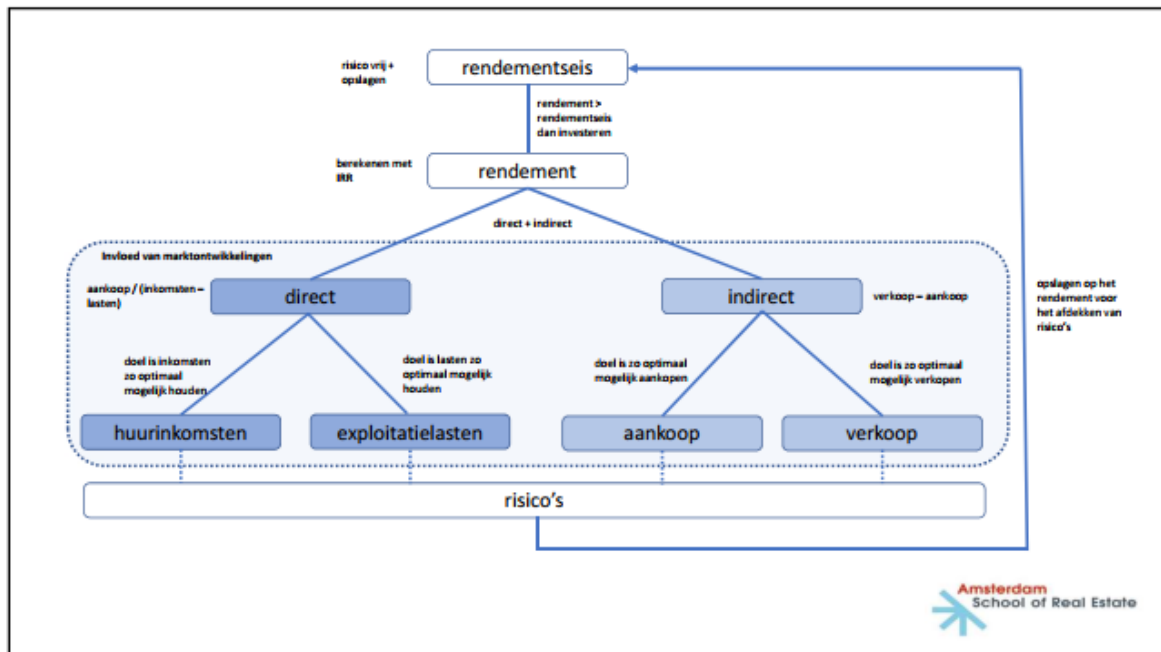 risico vrij +
opslagen
rendementseis
rendement >
rendementseis
dan investeren
berekenen met
IRR
rendement
direct + indirect
Invloed van marktontwikkelingen
aankoop / (inkomsten –
lasten)
direct
indirect
verkoop – aankoop
opslagen op het
rendement voor
het afdekken van
risico's
doel is inkomsten
zo optimaal
mogelijk houden
doel is lasten zo
optimaal mogelijk
houden
doel is zo optimaal
mogelijk aankopen
doel is zo optimaal
mogelijk verkopen
huurinkomsten
exploitatielasten
aankoop
verkoop
risico's
Amsterdam
School of Real Estate